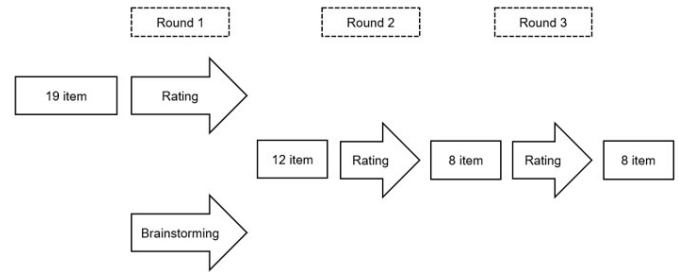 Round 1
Round 2
Round 3
19 item
Rating
12 item
Rating
8 item
Rating
8 item
Brainstorming